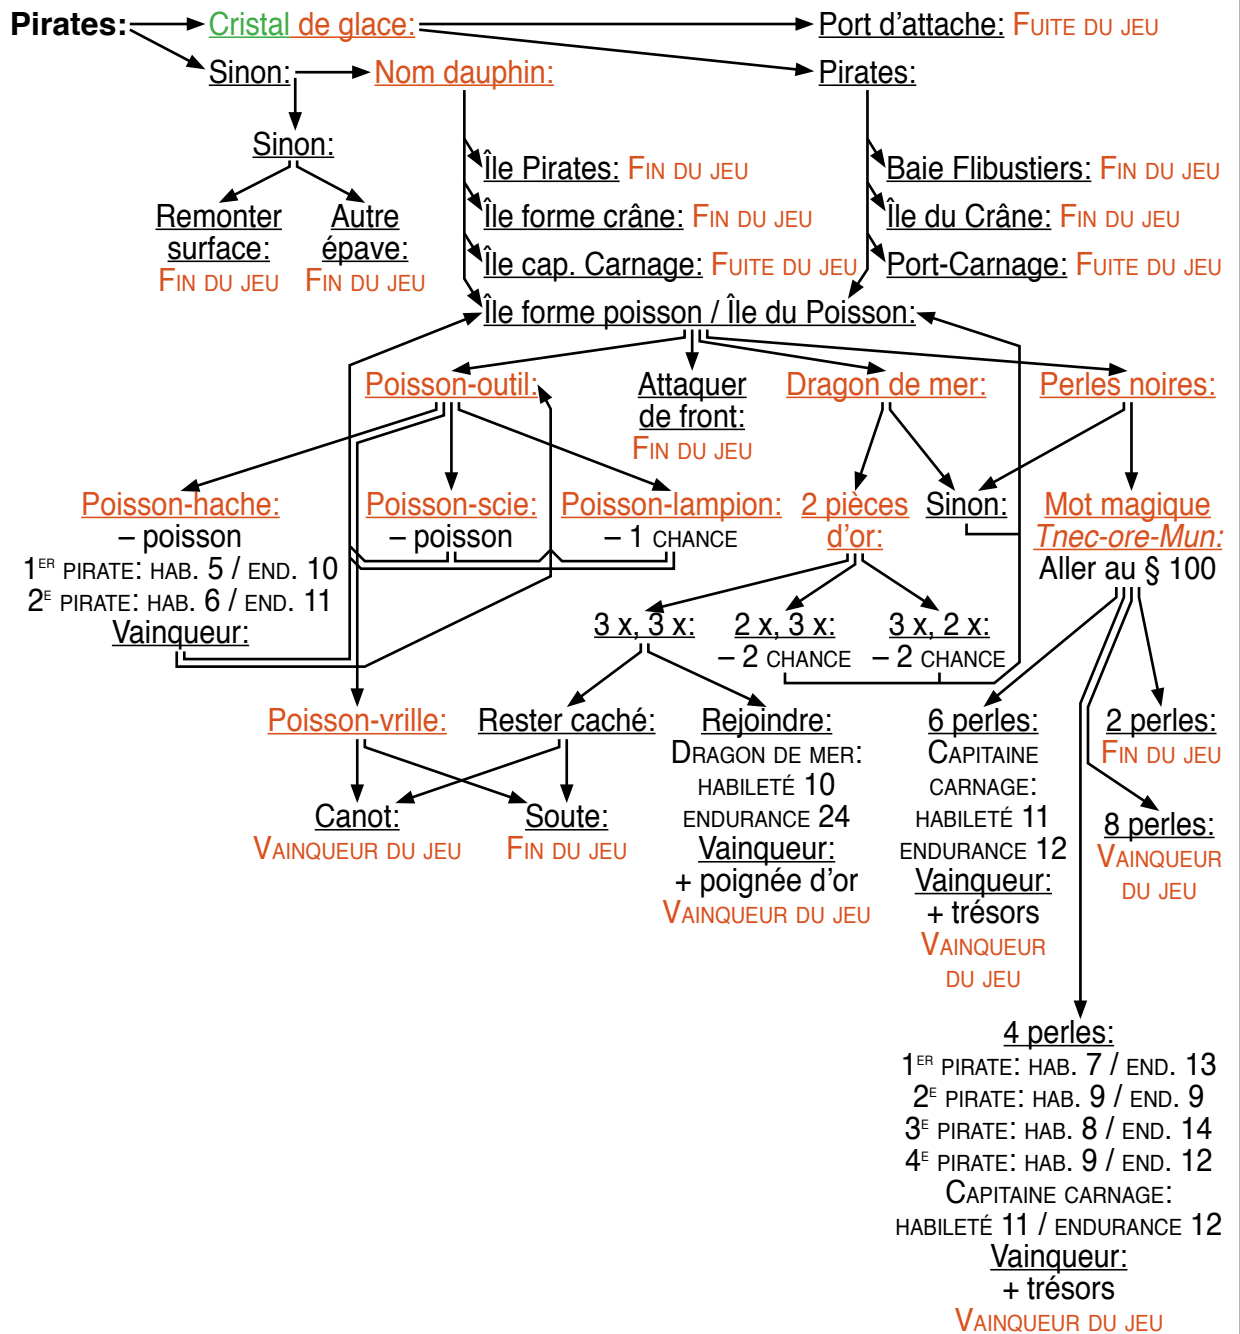 Pirates: Cristal de glace: Port d'attache: Fuite du jeu
Sinon: Nom dauphin: Pirates:
Sinon:
Île Pirates: Fin du jeu
Baie Flibustiers: Fin du jeu
Remonter
surface:
Fin du jeu
Autre
épave:
Fin du jeu
Île forme crâne: Fin du jeu
Île du Crâne: Fin du jeu
Île cap. Carnage: Fuite du jeu
Port-Carnage: Fuite du jeu
Île forme poisson / Île du Poisson:
Poisson-outil:
Attaquer
de front:
Fin du jeu
Dragon de mer:
Perles noires:
Poisson-hache:
– poisson
1er pirate: hab. 5 / end. 10
2e pirate: hab. 6 / end. 11
Vainqueur:
Poisson-scie:
– poisson
Poisson-lampion:
– 1 chance
2 pièces
d'or:
Sinon:
Mot magique
Tnec-ore-Mun:
Aller au § 100
3 x, 3 x:
2 x, 3 x:
– 2 chance
3 x, 2 x:
– 2 chance
Poisson-vrille:
Rester caché:
Rejoindre:
Dragon de mer:
habileté 10
endurance 24
Vainqueur:
+ poignée d'or
Vainqueur du jeu
6 perles:
Capitaine
carnage:
habileté 11
endurance 12
Vainqueur:
+ trésors
Vainqueur
du jeu
2 perles:
Fin du jeu
Canot:
Vainqueur du jeu
Soute:
Fin du jeu
8 perles:
Vainqueur
du jeu
4 perles:
1er pirate: hab. 7 / end. 13
2e pirate: hab. 9 / end. 9
3e pirate: hab. 8 / end. 14
4e pirate: hab. 9 / end. 12
Capitaine carnage:
habileté 11 / endurance 12
Vainqueur:
+ trésors
Vainqueur du jeu